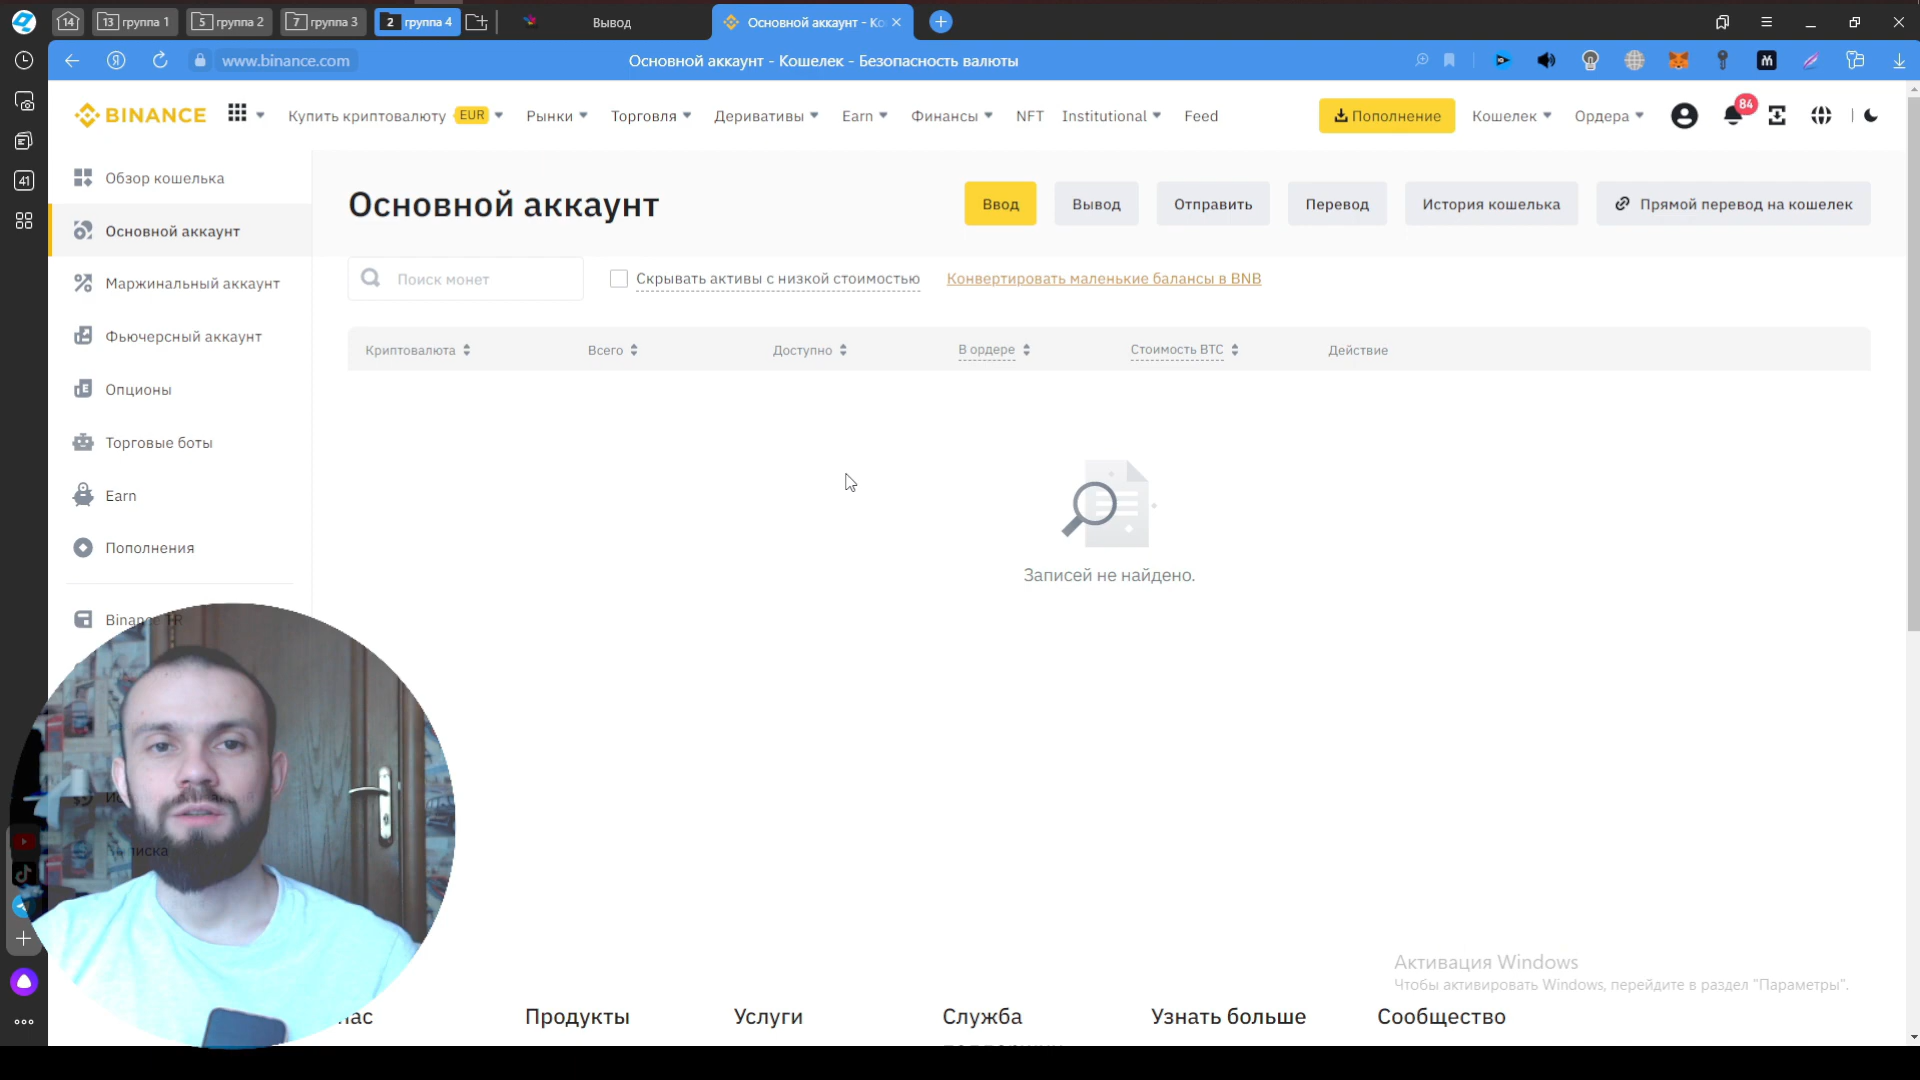 14
13 группа 1
5 группа 2
7 группа 3
2 группа 4
Вывод
Основной аккаунт - Ко
www.binance.com
Основной аккаунт - Кошелек - Безопасность валюты
41
BINANCE
Купить криптовалюту EUR
Рынки
Торговля
Деривативы
Earn
Финансы
NFT
Institutional
Feed
Пополнение
Кошелек
Ордера
84
Обзор кошелька
Основной аккаунт
Маржинальный аккаунт
Фьючерсный аккаунт
Опционы
Торговые боты
Earn
Пополнения
Binance TR
Основной аккаунт
Ввод
Вывод
Отправить
Перевод
История кошелька
Прямой перевод на кошелек
Поиск монет
Скрывать активы с низкой стоимостью
Конвертировать маленькие балансы в BNB
Криптовалюта
Всего
Доступно
В ордере
Стоимость BTC
Действие
Записей не найдено.
Активация Windows
Чтобы активировать Windows, перейдите в раздел "Параметры".
Продукты
Услуги
Служба
Узнать больше
Сообщество